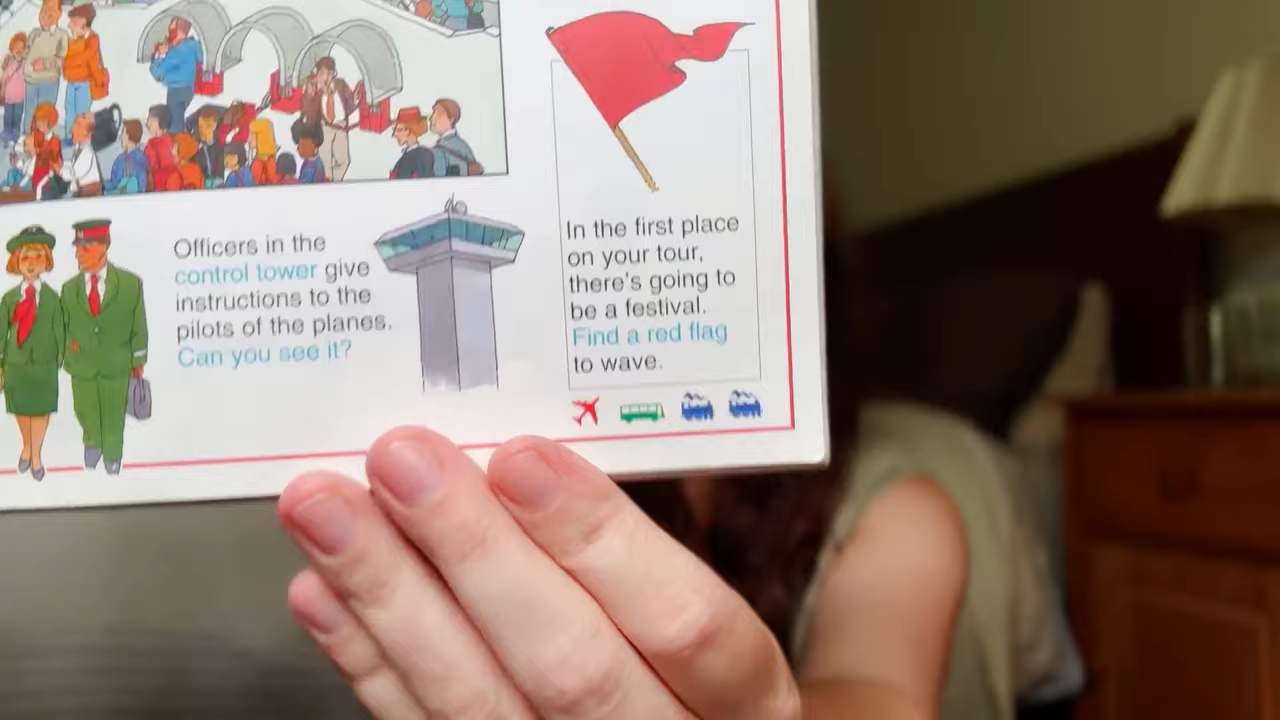 Officers in the
control tower give
instructions to the
pilots of the planes.
Can you see it?
In the first place
on your tour,
there's going to
be a festival.
Find a red flag
to wave.